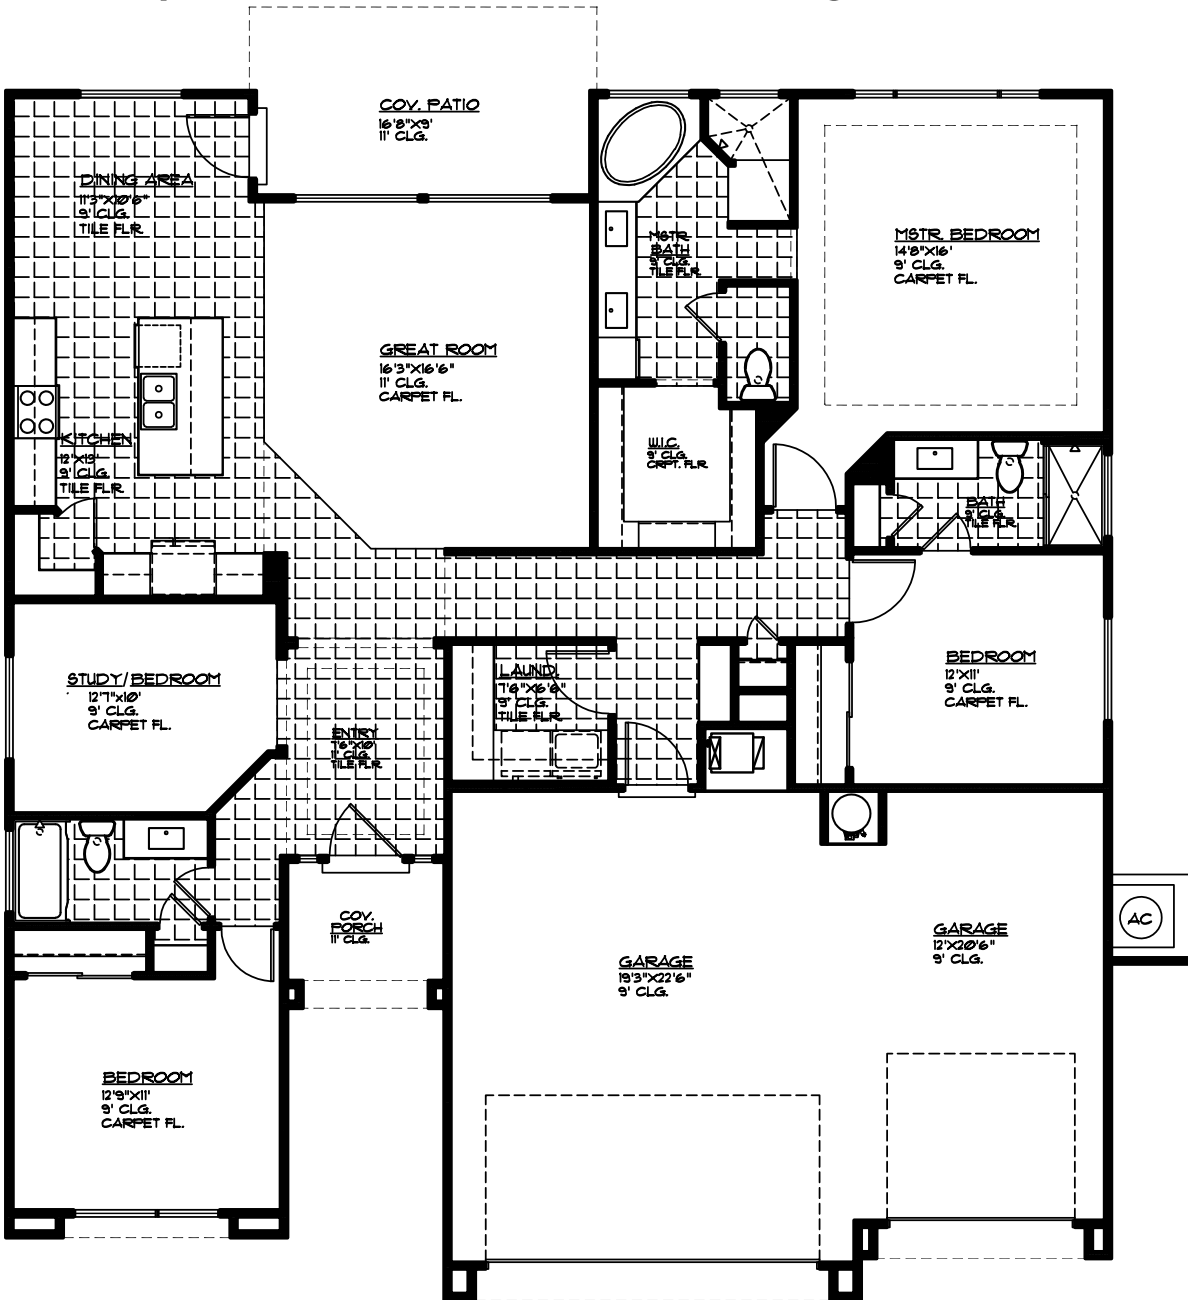 COV. PATIO
16'8"X9'
11' CLG.
DINING AREA
11'3"X10'6"
9' CLG.
TILE FLR.
MSTR.
BATH
9' CLG.
TILE FLR.
MSTR. BEDROOM
14'8"X16'
9' CLG.
CARPET FL.
GREAT ROOM
16'3"X16'6"
11' CLG.
CARPET FL.
KITCHEN
12'X13'
9' CLG.
TILE FLR.
W.I.C.
9' CLG.
CRPT. FLR.
BATH
9' CLG.
TILE FLR.
STUDY/BEDROOM
12'7"x10'
9' CLG.
CARPET FL.
LAUND.
7'6"X6'6"
9' CLG.
TILE FLR.
BEDROOM
12'X11'
9' CLG.
CARPET FL.
ENTRY
7'6"X10'
11' CLG.
TILE FLR.
COV.
PORCH
11' CLG.
GARAGE
19'3"X22'6"
9' CLG.
GARAGE
12'X20'6"
9' CLG.
AC
BEDROOM
12'9"X11'
9' CLG.
CARPET FL.